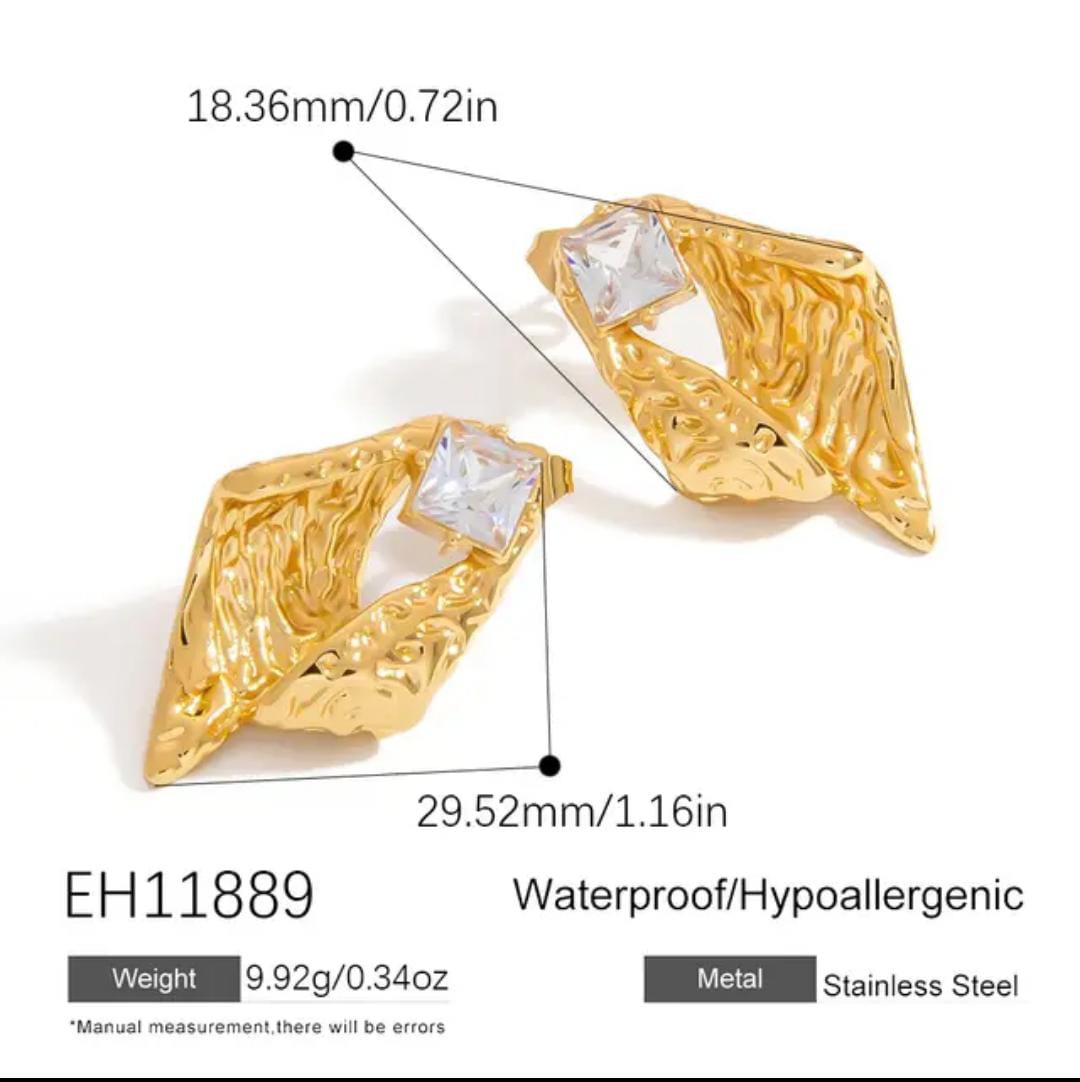 18.36mm/0.72in
29.52mm/1.16in
EH11889
Waterproof/Hypoallergenic
Weight 9.92g/0.34oz
Metal Stainless Steel
*Manual measurement,there will be errors